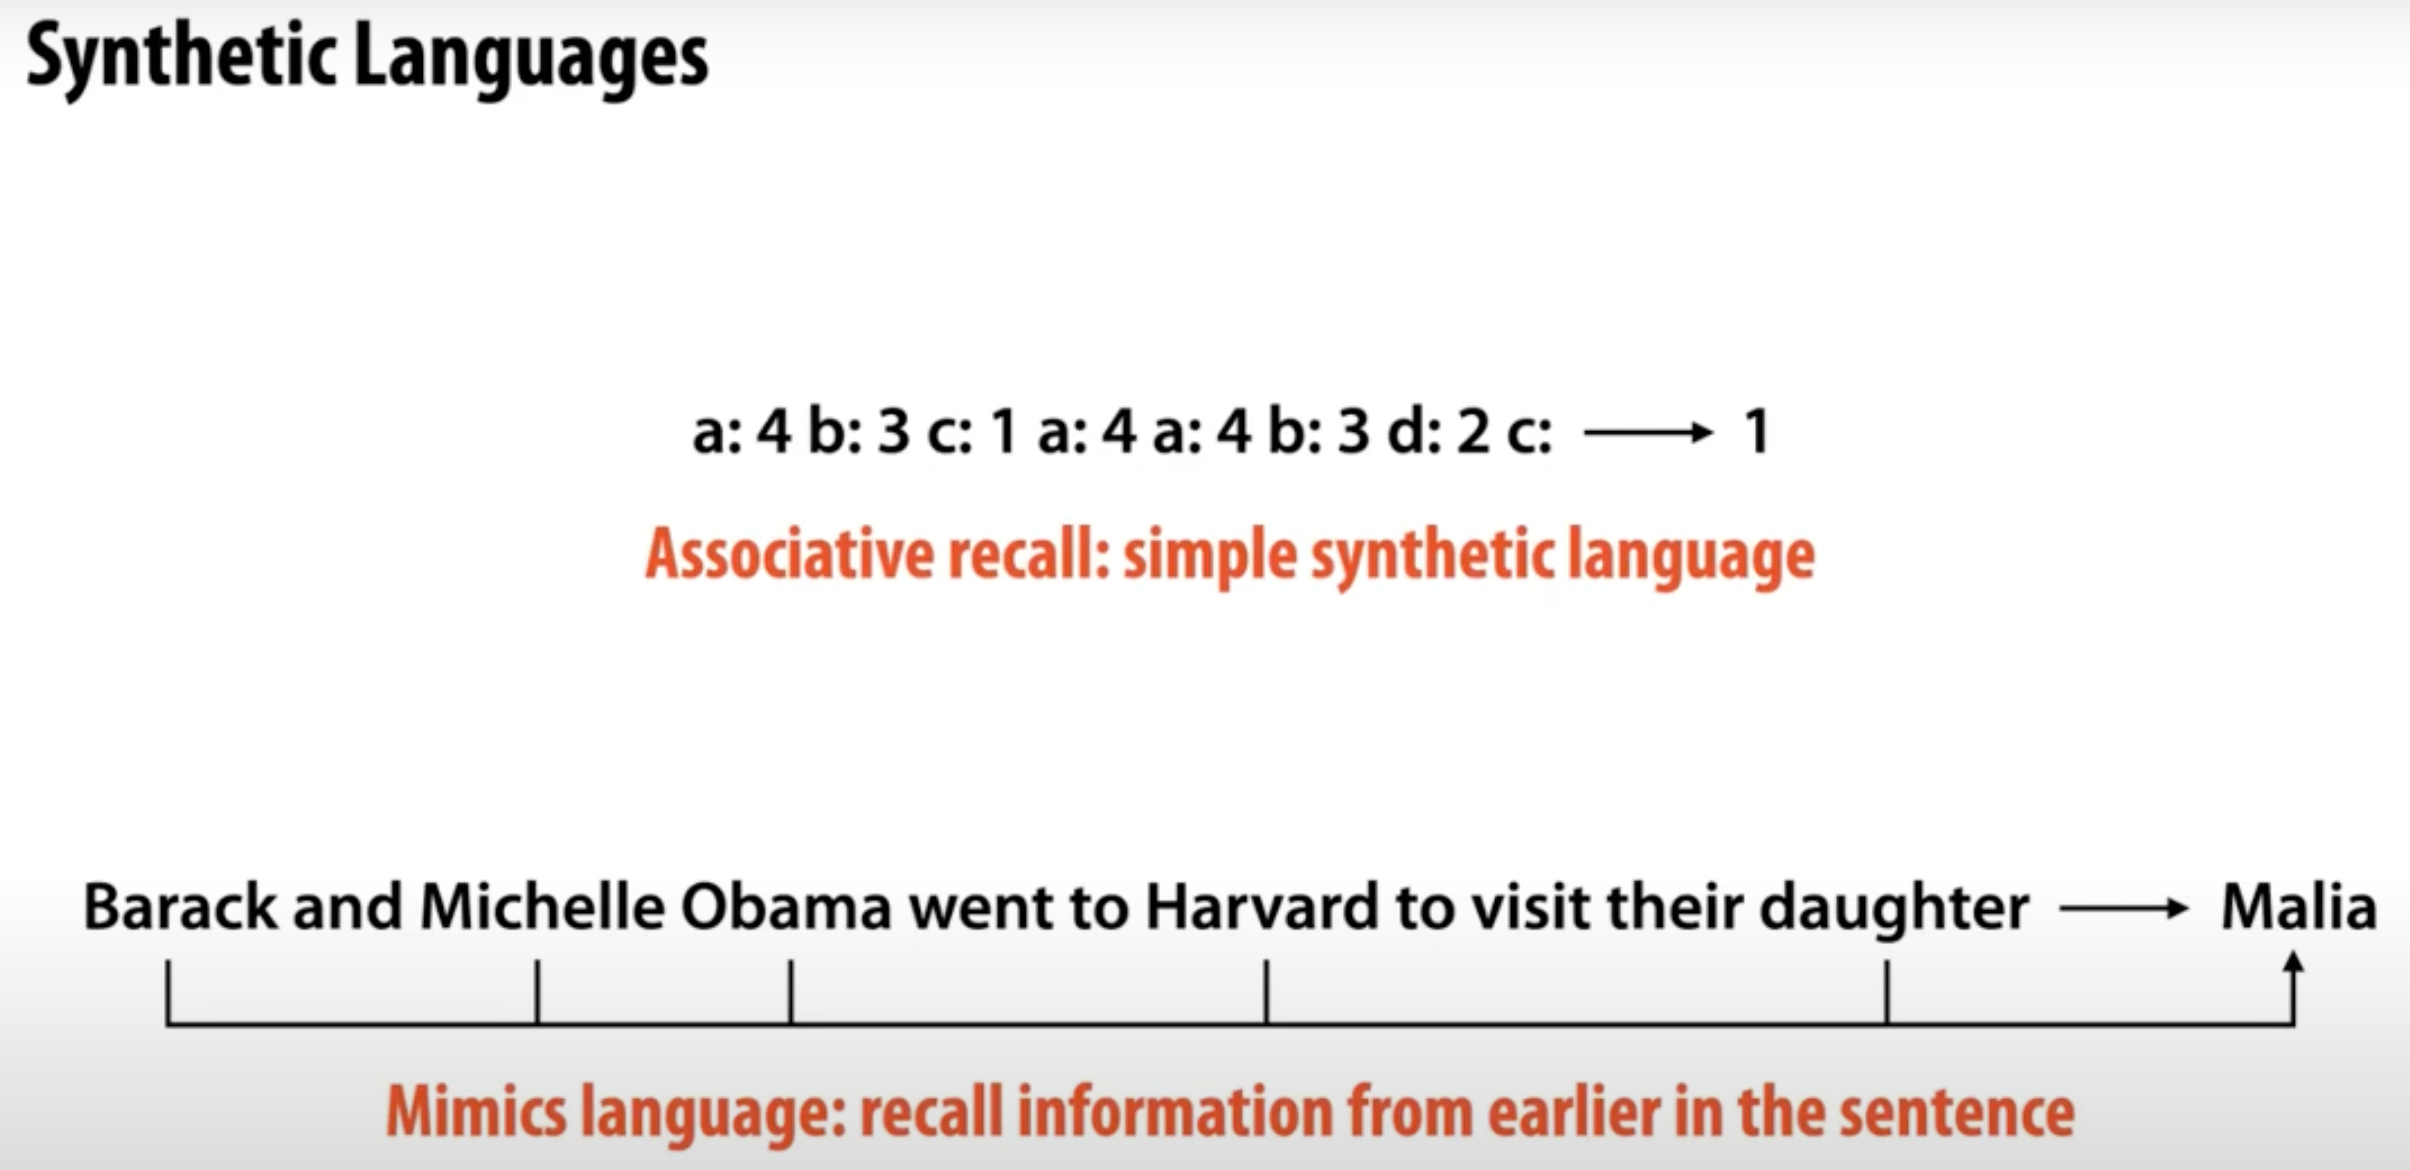 Synthetic Languages
a: 4 b: 3 c: 1 a: 4 a: 4 b: 3 d: 2 c: ⟶ 1
Associative recall: simple synthetic language
Barack and Michelle Obama went to Harvard to visit their daughter ⟶ Malia
Mimics language: recall information from earlier in the sentence